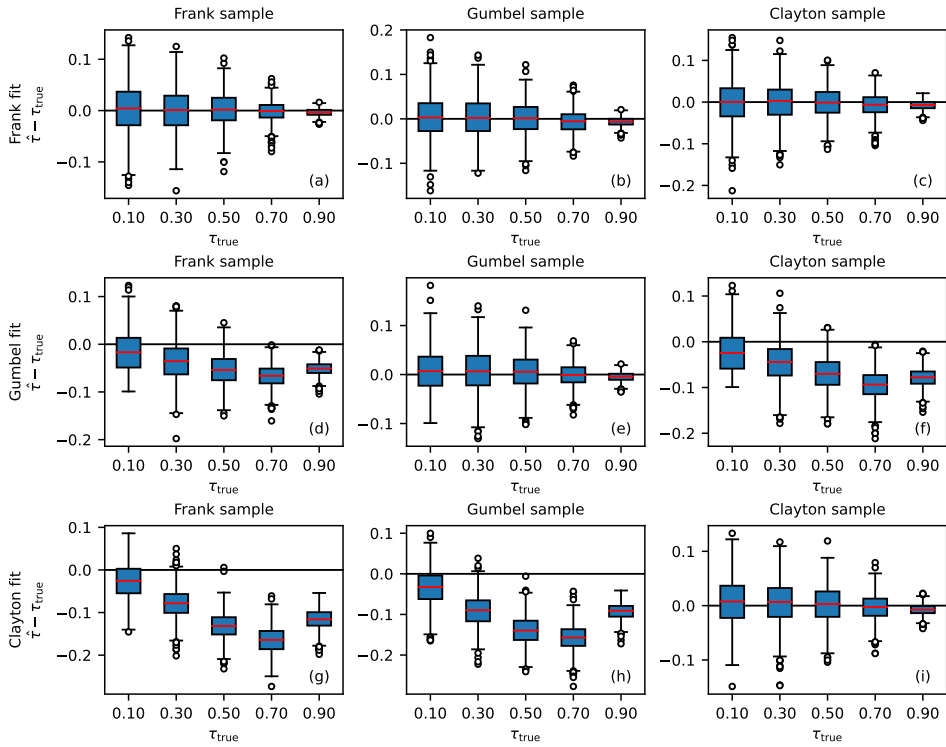 Frank sample
Frank fit
τ̂ − τtrue
0.1
0.0
−0.1
(a)
0.10 0.30 0.50 0.70 0.90
τtrue
Gumbel sample
0.2
0.1
0.0
−0.1
(b)
0.10 0.30 0.50 0.70 0.90
τtrue
Clayton sample
0.1
0.0
−0.1
−0.2
(c)
0.10 0.30 0.50 0.70 0.90
τtrue
Frank sample
Gumbel fit
τ̂ − τtrue
0.1
0.0
−0.1
−0.2
(d)
0.10 0.30 0.50 0.70 0.90
τtrue
Gumbel sample
0.1
0.0
−0.1
(e)
0.10 0.30 0.50 0.70 0.90
τtrue
Clayton sample
0.1
0.0
−0.1
−0.2
(f)
0.10 0.30 0.50 0.70 0.90
τtrue
Frank sample
Clayton fit
τ̂ − τtrue
0.1
0.0
−0.1
−0.2
(g)
0.10 0.30 0.50 0.70 0.90
τtrue
Gumbel sample
0.1
0.0
−0.1
−0.2
(h)
0.10 0.30 0.50 0.70 0.90
τtrue
Clayton sample
0.1
0.0
−0.1
(i)
0.10 0.30 0.50 0.70 0.90
τtrue